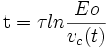 t = τln Eo / v_c(t)